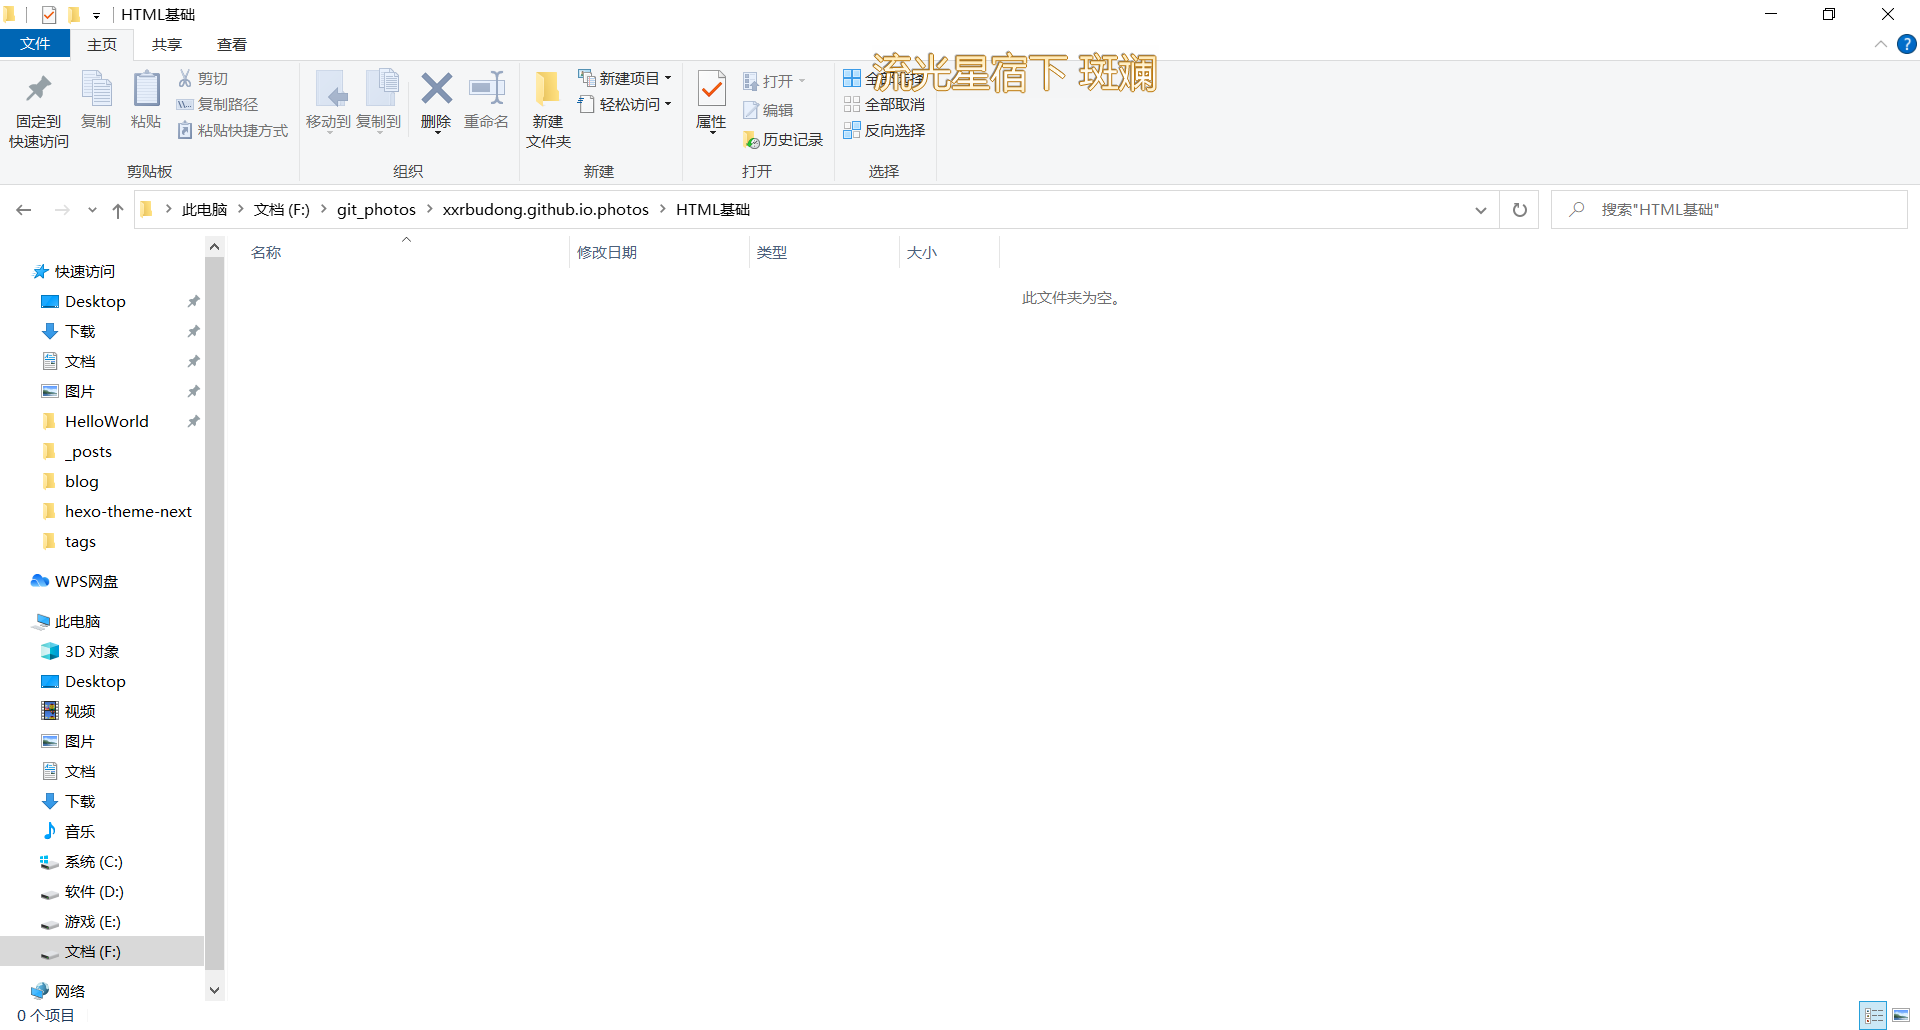 HTML基础
文件 主页 共享 查看
流光星宿下 斑斓
固定到
快速访问
复制
粘贴
剪切
复制路径
粘贴快捷方式
剪贴板
移动到
复制到
删除
重命名
组织
新建
文件夹
新建项目
轻松访问
新建
属性
打开
编辑
历史记录
打开
全部选择
全部取消
反向选择
选择
此电脑 文档 (F:) git_photos xxrbudong.github.io.photos HTML基础
搜索"HTML基础"
名称 修改日期 类型 大小
此文件夹为空。
快速访问
Desktop
下载
文档
图片
HelloWorld
_posts
blog
hexo-theme-next
tags
WPS网盘
此电脑
3D 对象
Desktop
视频
图片
文档
下载
音乐
系统 (C:)
软件 (D:)
游戏 (E:)
文档 (F:)
网络
0 个项目